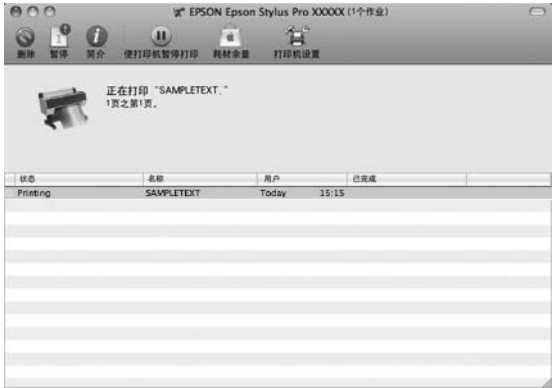 EPSON Epson Stylus Pro XXXXX (1个作业)
删除 暂停 简介 使打印机暂停打印 耗材余量 打印机设置
正在打印 “SAMPLETEXT.”
1页之第1页。
状态 名称 用户 已完成
Printing SAMPLETEXT Today 15:15